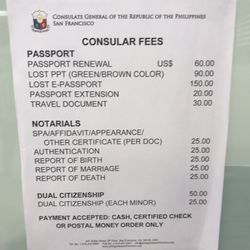 CONSULATE GENERAL OF THE REPUBLIC OF THE PHILIPPINES
SAN FRANCISCO
CONSULAR FEES
PASSPORT
PASSPORT RENEWAL US$ 60.00
LOST PPT (GREEN/BROWN COLOR) 90.00
LOST E-PASSPORT 150.00
PASSPORT EXTENSION 20.00
TRAVEL DOCUMENT 30.00
NOTARIALS
SPA/AFFIDAVIT/APPEARANCE/
OTHER CERTIFICATE (PER DOC) 25.00
AUTHENTICATION 25.00
REPORT OF BIRTH 25.00
REPORT OF MARRIAGE 25.00
REPORT OF DEATH 25.00
DUAL CITIZENSHIP 50.00
DUAL CITIZENSHIP (EACH MINOR) 25.00
PAYMENT ACCEPTED: CASH, CERTIFIED CHECK
OR POSTAL MONEY ORDER ONLY